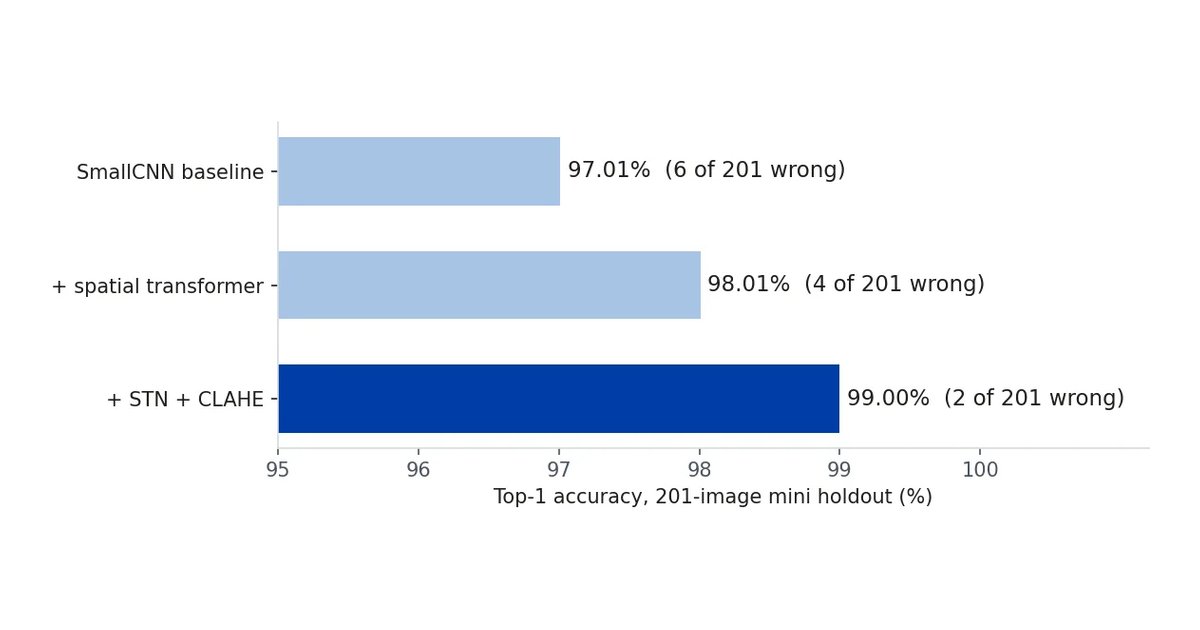 SmallCNN baseline
97.01%  (6 of 201 wrong)
+ spatial transformer
98.01%  (4 of 201 wrong)
+ STN + CLAHE
99.00%  (2 of 201 wrong)
95 96 97 98 99 100
Top-1 accuracy, 201-image mini holdout (%)